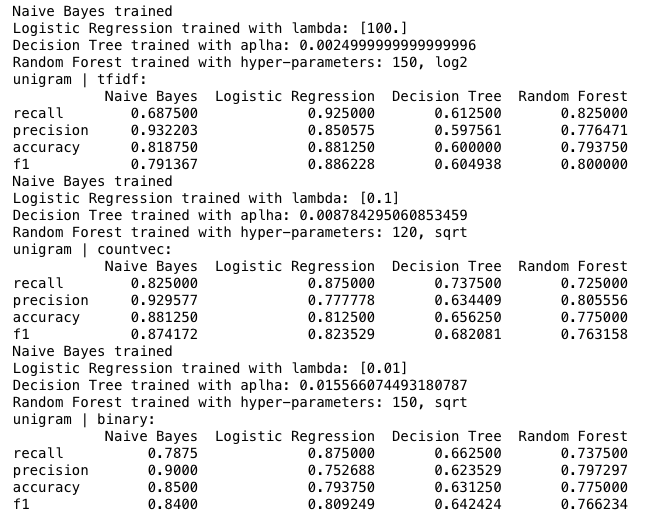 Naive Bayes trained
Logistic Regression trained with lambda: [100.]
Decision Tree trained with aplha: 0.0024999999999999996
Random Forest trained with hyper-parameters: 150, log2
unigram | tfidf:
Naive Bayes Logistic Regression Decision Tree Random Forest
recall 0.687500 0.925000 0.612500 0.825000
precision 0.932203 0.850575 0.597561 0.776471
accuracy 0.818750 0.881250 0.600000 0.793750
f1 0.791367 0.886228 0.604938 0.800000
Naive Bayes trained
Logistic Regression trained with lambda: [0.1]
Decision Tree trained with aplha: 0.008784295060853459
Random Forest trained with hyper-parameters: 120, sqrt
unigram | countvec:
Naive Bayes Logistic Regression Decision Tree Random Forest
recall 0.825000 0.875000 0.737500 0.725000
precision 0.929577 0.777778 0.634409 0.805556
accuracy 0.881250 0.812500 0.656250 0.775000
f1 0.874172 0.823529 0.682081 0.763158
Naive Bayes trained
Logistic Regression trained with lambda: [0.01]
Decision Tree trained with aplha: 0.015566074493180787
Random Forest trained with hyper-parameters: 150, sqrt
unigram | binary:
Naive Bayes Logistic Regression Decision Tree Random Forest
recall 0.7875 0.875000 0.662500 0.737500
precision 0.9000 0.752688 0.623529 0.797297
accuracy 0.8500 0.793750 0.631250 0.775000
f1 0.8400 0.809249 0.642424 0.766234